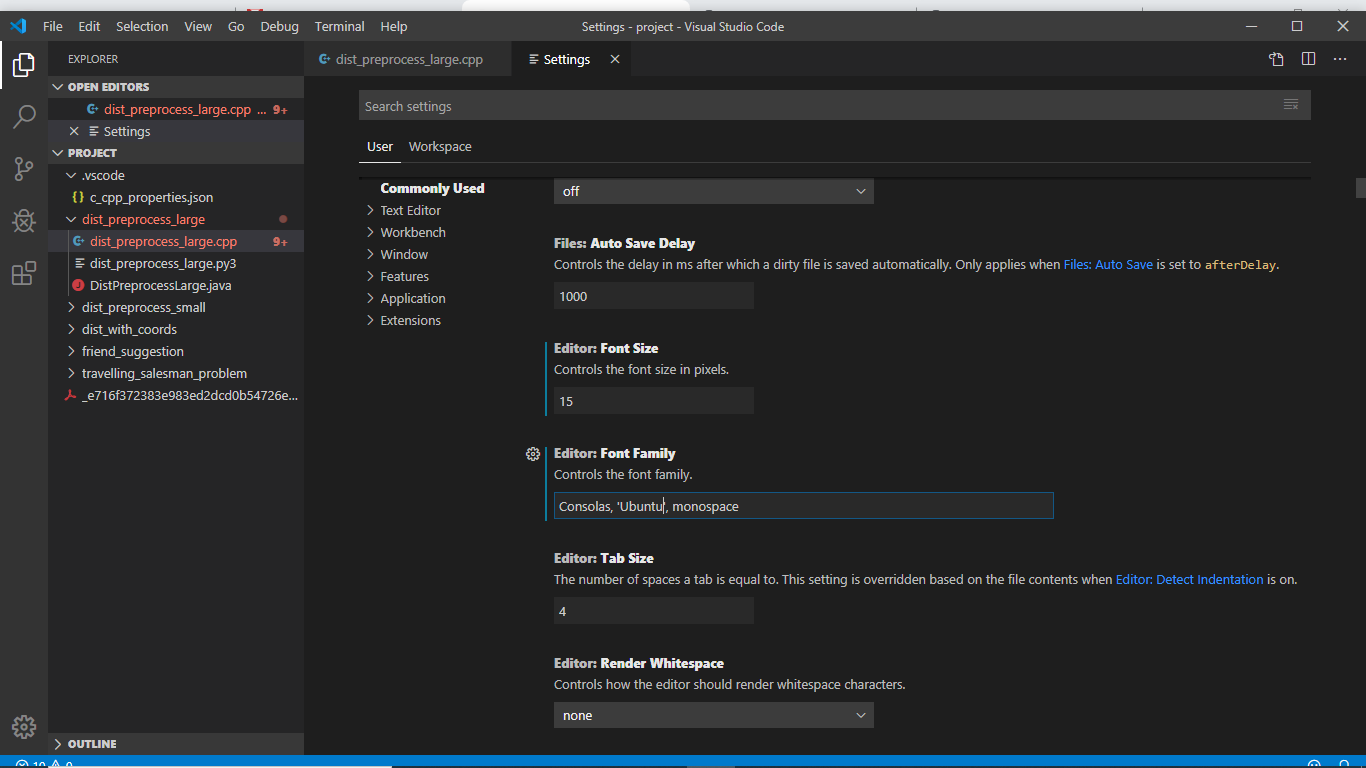 File Edit Selection View Go Debug Terminal Help Settings - project - Visual Studio Code
EXPLORER
OPEN EDITORS
dist_preprocess_large.cpp ... 9+
Settings
PROJECT
.vscode
{} c_cpp_properties.json
dist_preprocess_large
dist_preprocess_large.cpp 9+
dist_preprocess_large.py3
J DistPreprocessLarge.java
dist_preprocess_small
dist_with_coords
friend_suggestion
travelling_salesman_problem
_e716f372383e983ed2dcd0b54726e...
OUTLINE
dist_preprocess_large.cpp
Settings
Search settings
User Workspace
Commonly Used
Text Editor
Workbench
Window
Features
Application
Extensions
off
Files: Auto Save Delay
Controls the delay in ms after which a dirty file is saved automatically. Only applies when Files: Auto Save is set to afterDelay.
1000
Editor: Font Size
Controls the font size in pixels.
15
Editor: Font Family
Controls the font family.
Consolas, 'Ubuntu', monospace
Editor: Tab Size
The number of spaces a tab is equal to. This setting is overridden based on the file contents when Editor: Detect Indentation is on.
4
Editor: Render Whitespace
Controls how the editor should render whitespace characters.
none